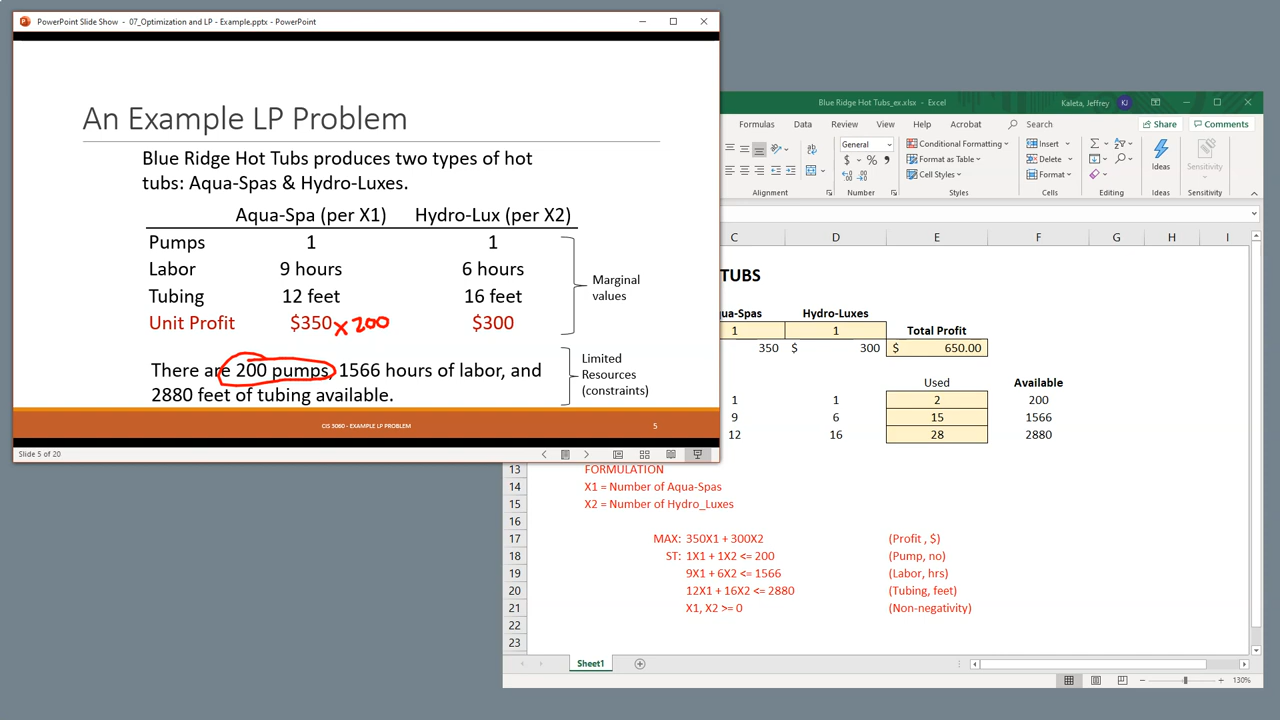 PowerPoint Slide Show - 07_Optimization and LP - Example.pptx - PowerPoint
An Example LP Problem
Blue Ridge Hot Tubs produces two types of hot
tubs: Aqua-Spas & Hydro-Luxes.
Aqua-Spa (per X1) Hydro-Lux (per X2)
Pumps 1 1
Labor 9 hours 6 hours
Tubing 12 feet 16 feet
Unit Profit $350 x 200 $300
Marginal
values
There are 200 pumps, 1566 hours of labor, and
2880 feet of tubing available.
Limited
Resources
(constraints)
CIS 3060 - EXAMPLE LP PROBLEM 5
Slide 5 of 20
Blue Ridge Hot Tubs_ex.xlsx - Excel
Kaleta, Jeffrey KJ
Formulas Data Review View Help Acrobat Search Share Comments
General
$ % 9
Conditional Formatting
Format as Table
Cell Styles
Insert
Delete
Format
Ideas
Sensitivity
Alignment Number Styles Cells Editing Ideas Sensitivity
C D E F G H I
TUBS
qua-Spas Hydro-Luxes
1 1 Total Profit
350 $ 300 $ 650.00
Used Available
1 1 2 200
9 6 15 1566
12 16 28 2880
13 FORMULATION
14 X1 = Number of Aqua-Spas
15 X2 = Number of Hydro_Luxes
16
17 MAX: 350X1 + 300X2 (Profit , $)
18 ST: 1X1 + 1X2 <= 200 (Pump, no)
19 9X1 + 6X2 <= 1566 (Labor, hrs)
20 12X1 + 16X2 <= 2880 (Tubing, feet)
21 X1, X2 >= 0 (Non-negativity)
22
23
Sheet1
130%